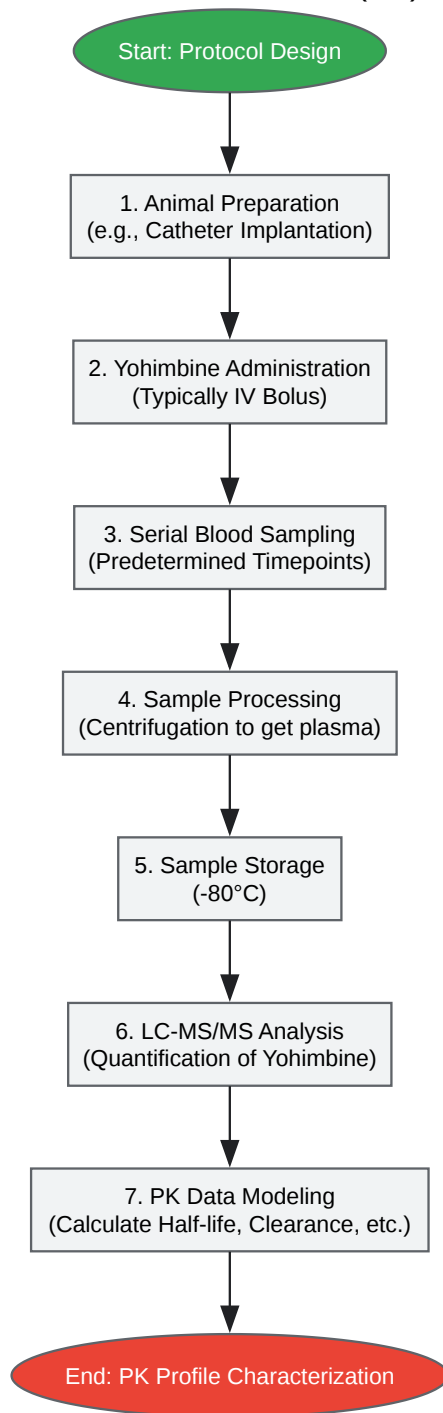 Start: Protocol Design
1. Animal Preparation
(e.g., Catheter Implantation)
2. Yohimbine Administration
(Typically IV Bolus)
3. Serial Blood Sampling
(Predetermined Timepoints)
4. Sample Processing
(Centrifugation to get plasma)
5. Sample Storage
(-80°C)
6. LC-MS/MS Analysis
(Quantification of Yohimbine)
7. PK Data Modeling
(Calculate Half-life, Clearance, etc.)
End: PK Profile Characterization